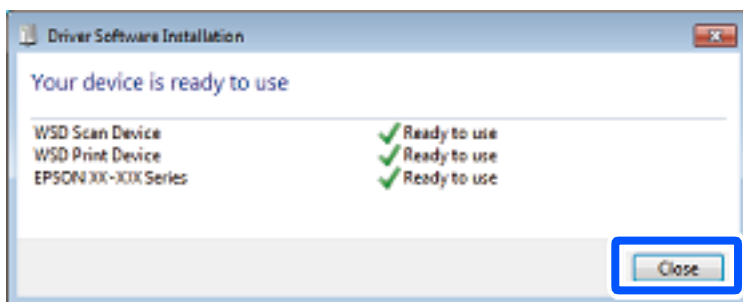 Driver Software Installation
Your device is ready to use
WSD Scan Device Ready to use
WSD Print Device Ready to use
EPSON XX-XXX Series Ready to use
Close